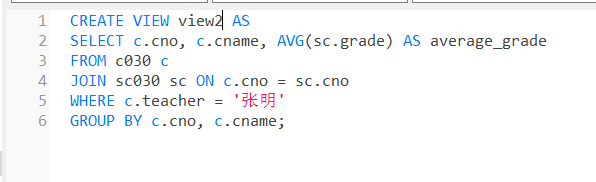 1 CREATE VIEW view2 AS
2 SELECT c.cno, c.cname, AVG(sc.grade) AS average_grade
3 FROM c030 c
4 JOIN sc030 sc ON c.cno = sc.cno
5 WHERE c.teacher = '张明'
6 GROUP BY c.cno, c.cname;